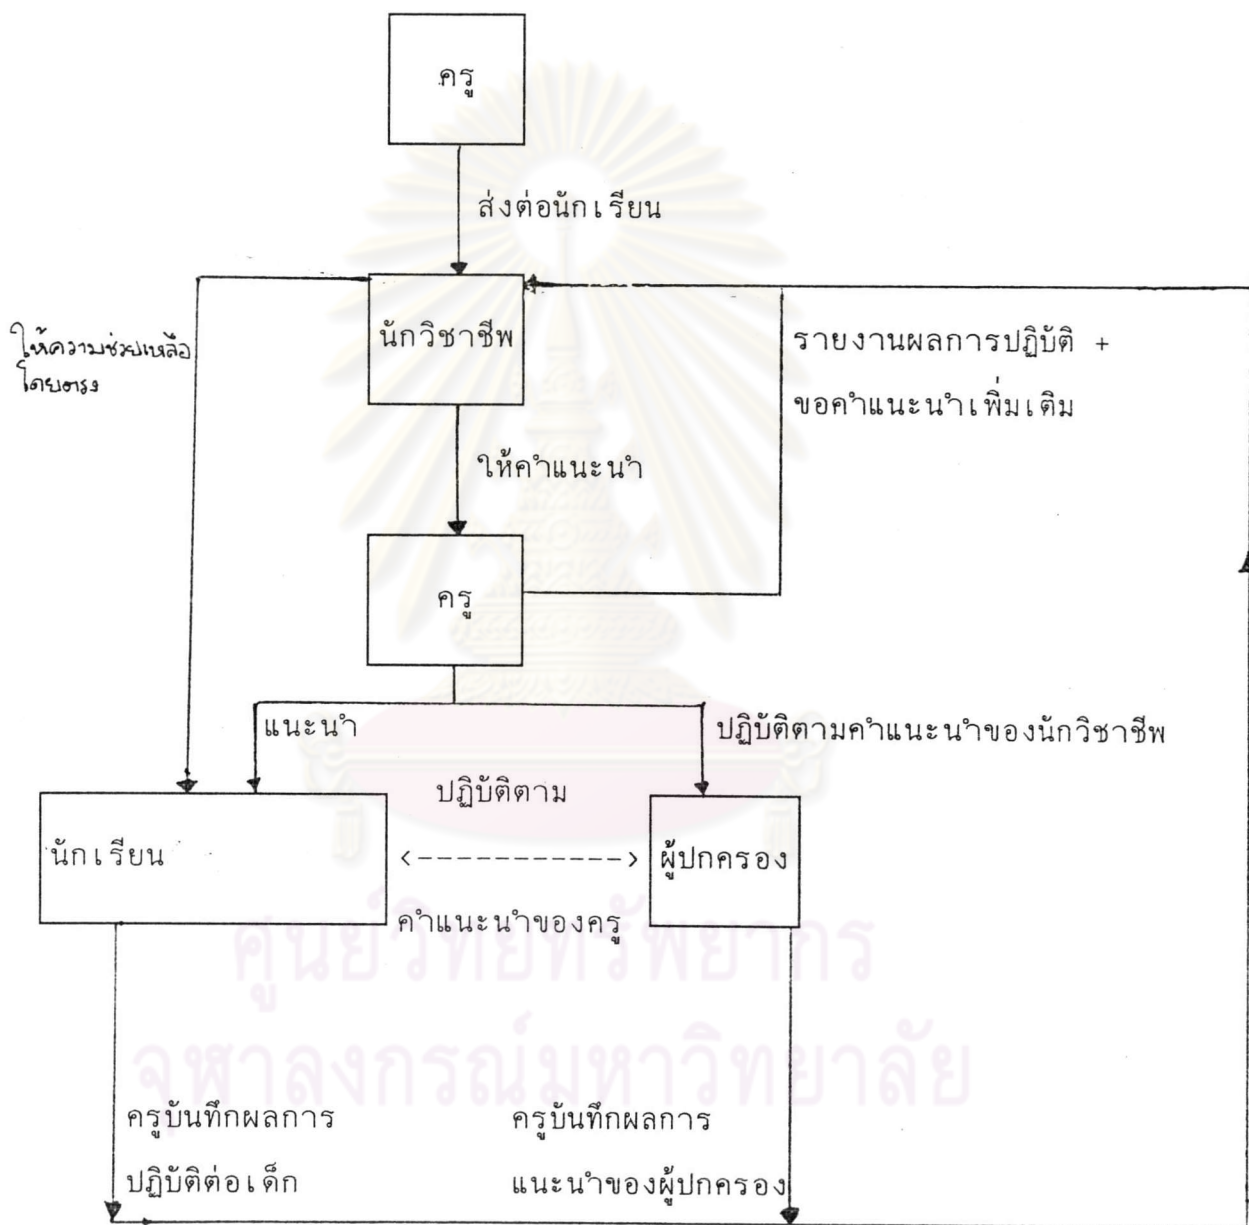 ครู
ส่งต่อนักเรียน
นักวิชาชีพ
ให้ความช่วยเหลือ
โดยตรง
รายงานผลการปฏิบัติ +
ขอคำแนะนำเพิ่มเติม
ให้คำแนะนำ
ครู
แนะนำ
ปฏิบัติตามคำแนะนำของนักวิชาชีพ
ปฏิบัติตาม
นักเรียน
<----------->
ผู้ปกครอง
คำแนะนำของครู
ศูนย์วิทยทรัพยากร
จุฬาลงกรณ์มหาวิทยาลัย
ครูบันทึกผลการ
ปฏิบัติต่อเด็ก
ครูบันทึกผลการ
แนะนำของผู้ปกครอง